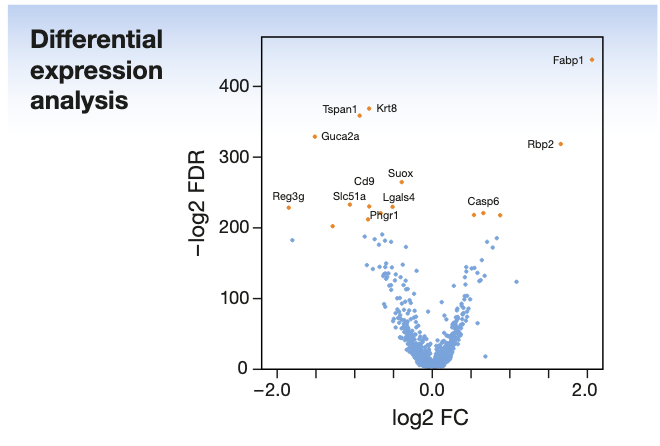 Differential
expression
analysis
−log2 FDR
400
300
200
100
0
Fabp1
Tspan1
Krt8
Guca2a
Rbp2
Suox
Cd9
Reg3g
Slc51a
Lgals4
Casp6
Phgr1
−2.0
0.0
2.0
log2 FC